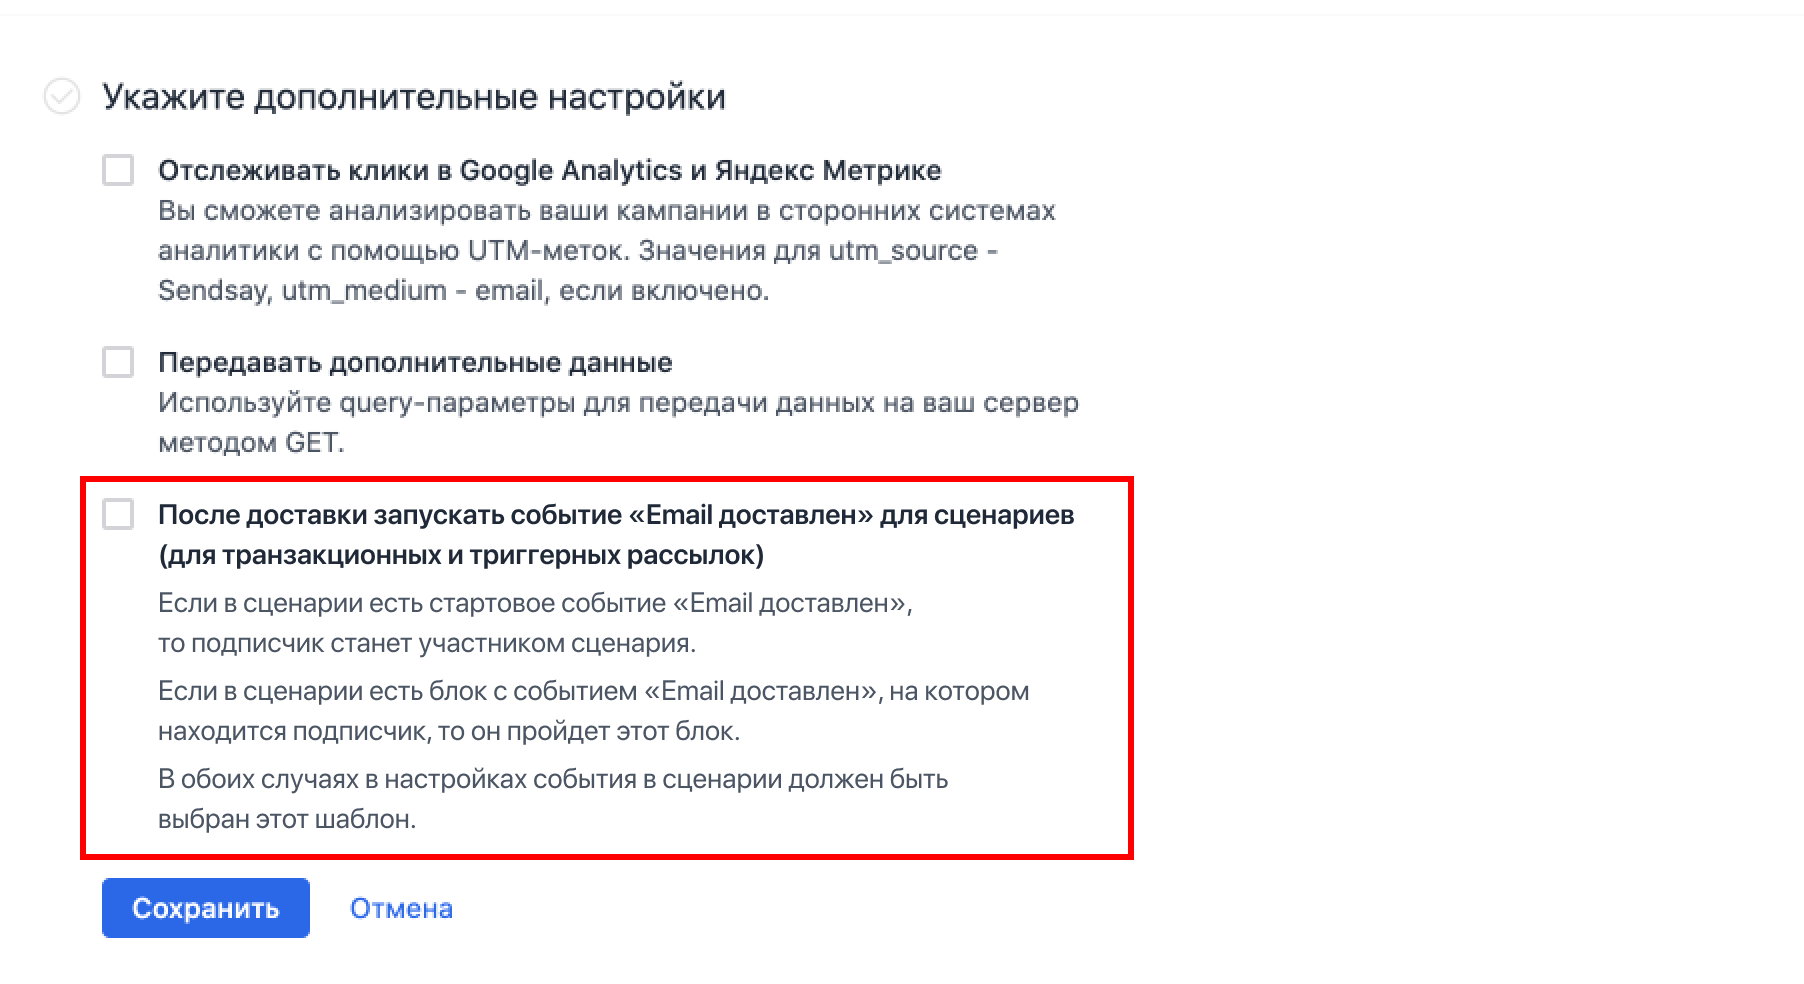 Укажите дополнительные настройки
Отслеживать клики в Google Analytics и Яндекс Метрике
Вы сможете анализировать ваши кампании в сторонних системах
аналитики с помощью UTM-меток. Значения для utm_source -
Sendsay, utm_medium - email, если включено.
Передавать дополнительные данные
Используйте query-параметры для передачи данных на ваш сервер
методом GET.
После доставки запускать событие «Email доставлен» для сценариев
(для транзакционных и триггерных рассылок)
Если в сценарии есть стартовое событие «Email доставлен»,
то подписчик станет участником сценария.
Если в сценарии есть блок с событием «Email доставлен», на котором
находится подписчик, то он пройдет этот блок.
В обоих случаях в настройках события в сценарии должен быть
выбран этот шаблон.
Сохранить Отмена